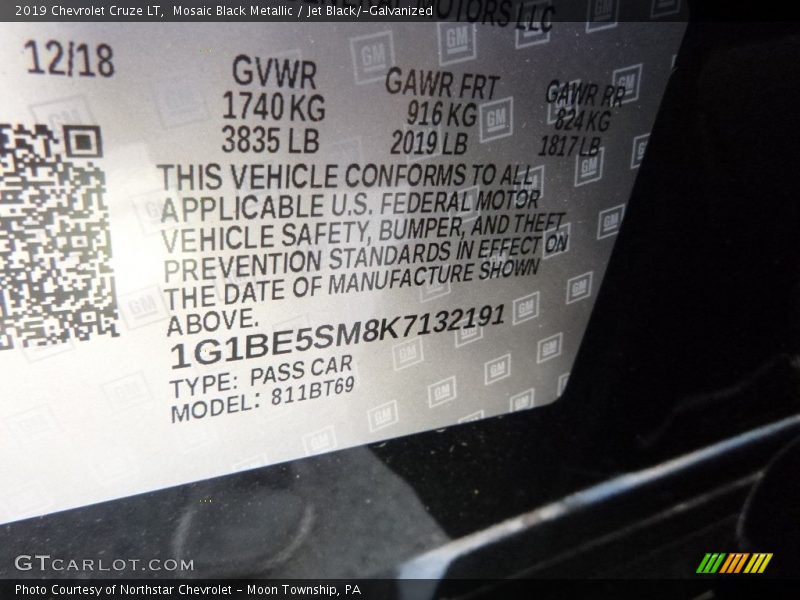 2019 Chevrolet Cruze LT,  Mosaic Black Metallic / Jet Black/-Galvanized
MOTORS LLC
12/18
GVWR GAWR FRT GAWR RR
1740 KG 916 KG 824 KG
3835 LB 2019 LB 1817 LB
THIS VEHICLE CONFORMS TO ALL
APPLICABLE U.S. FEDERAL MOTOR
VEHICLE SAFETY, BUMPER, AND THEFT
PREVENTION STANDARDS IN EFFECT ON
THE DATE OF MANUFACTURE SHOWN
ABOVE.
1G1BE5SM8K7132191
TYPE: PASS CAR
MODEL: 811BT69
GTCARLOT.COM
Photo Courtesy of Northstar Chevrolet - Moon Township, PA